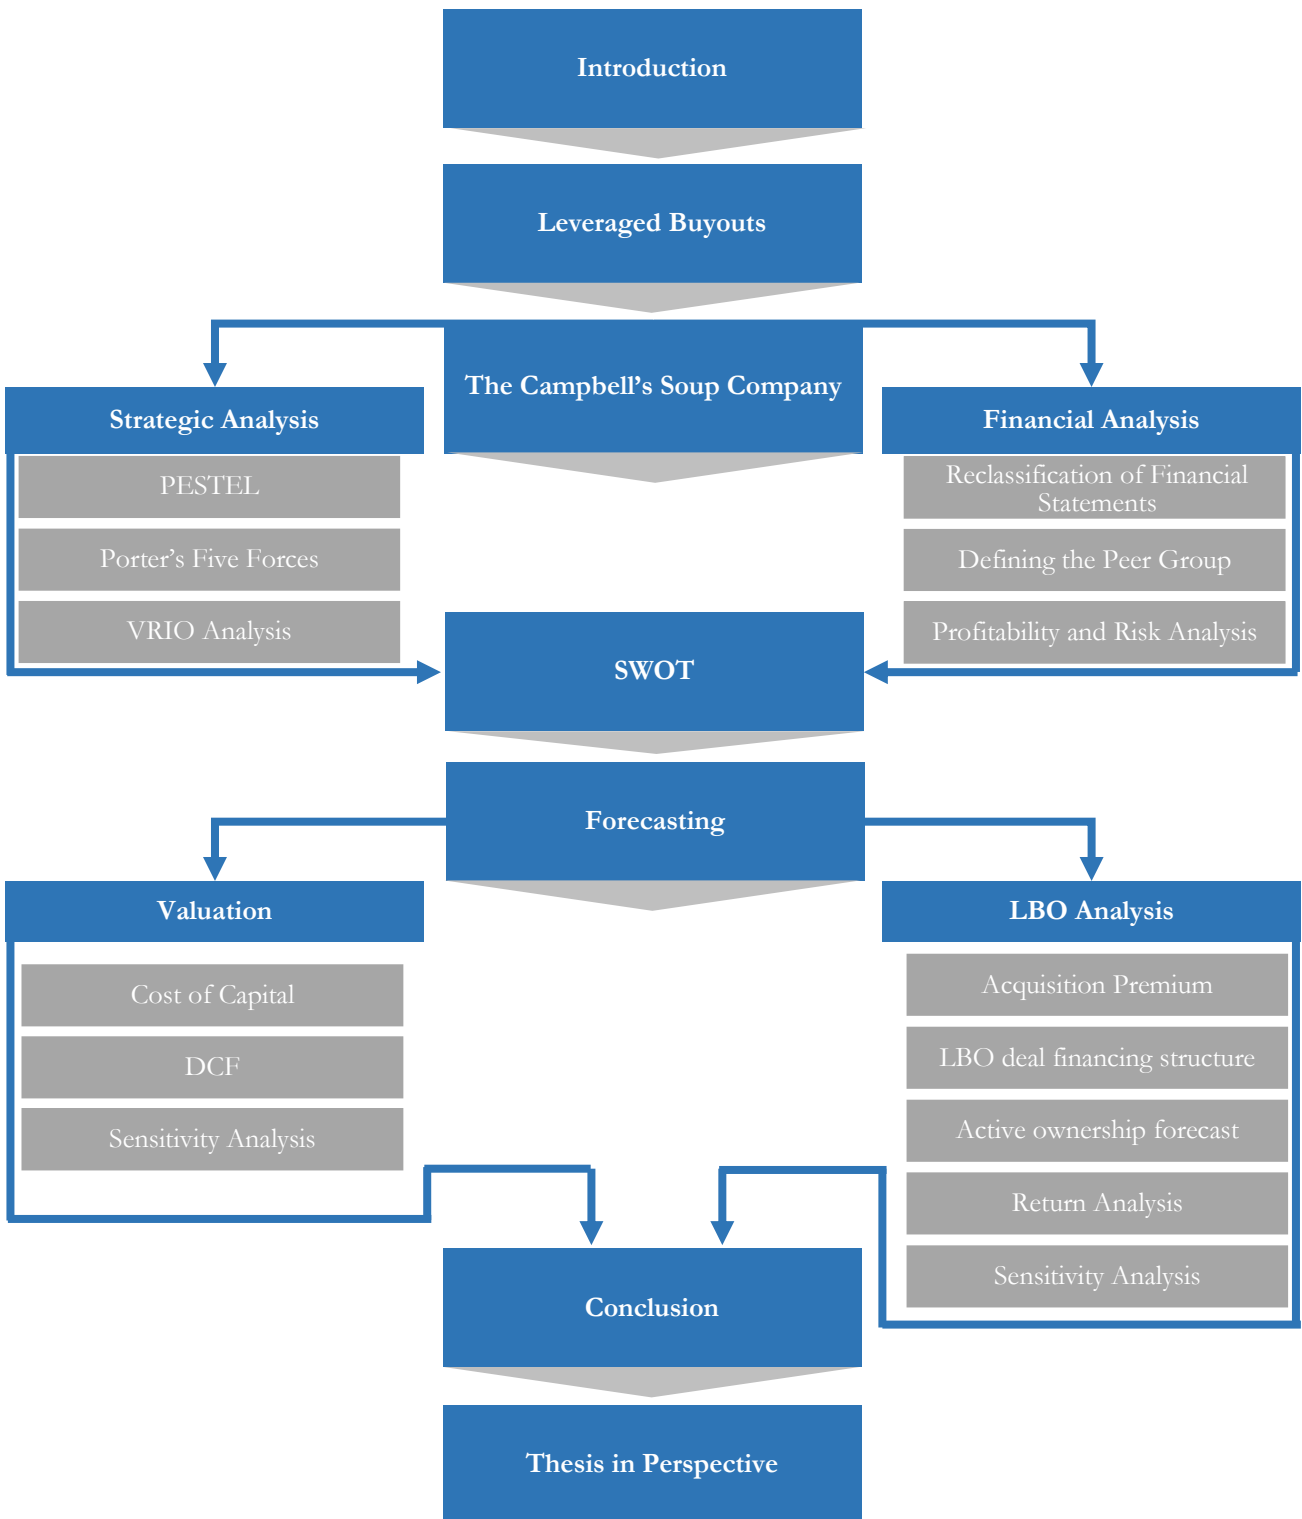 Introduction
Leveraged Buyouts
The Campbell’s Soup Company
Strategic Analysis
PESTEL
Porter’s Five Forces
VRIO Analysis
Financial Analysis
Reclassification of Financial
Statements
Defining the Peer Group
Profitability and Risk Analysis
SWOT
Forecasting
Valuation
Cost of Capital
DCF
Sensitivity Analysis
LBO Analysis
Acquisition Premium
LBO deal financing structure
Active ownership forecast
Return Analysis
Sensitivity Analysis
Conclusion
Thesis in Perspective